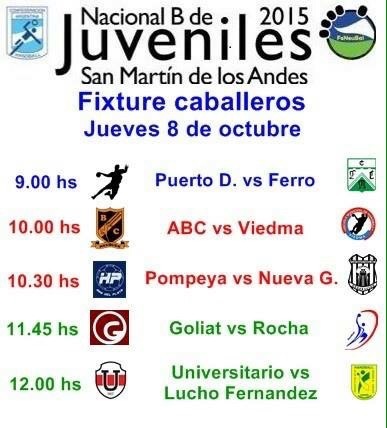 Nacional B de 2015
Juveniles
San Martín de los Andes
Fixture caballeros
Jueves 8 de octubre
9.00 hs Puerto D. vs Ferro
10.00 hs ABC vs Viedma
10.30 hs HP Pompeya vs Nueva G.
11.45 hs Goliat vs Rocha
12.00 hs Universitario vs
Lucho Fernandez